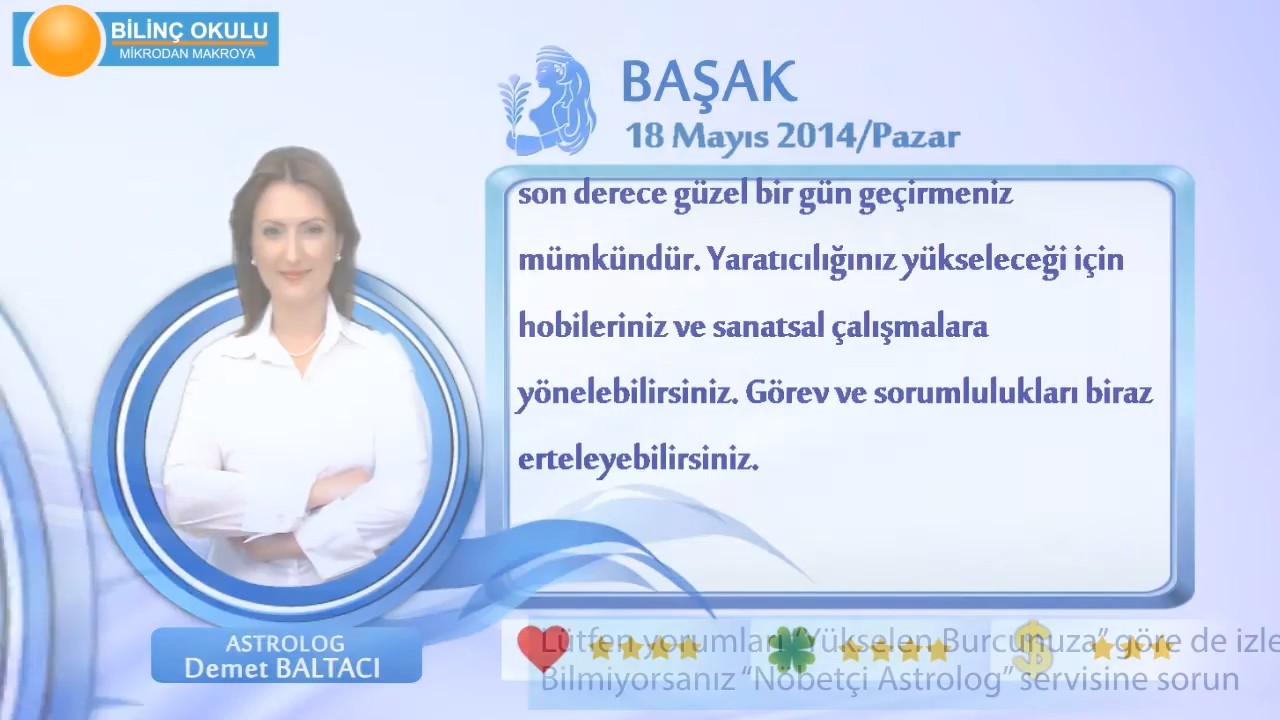 BİLİNÇ OKULU
MİKRODAN MAKROYA
BAŞAK
18 Mayıs 2014/Pazar
son derece güzel bir gün geçirmeniz
mümkündür. Yaratıcılığınız yükseleceği için
hobileriniz ve sanatsal çalışmalara
yönelebilirsiniz. Görev ve sorumlulukları biraz
erteleyebilirsiniz.
ASTROLOG
Demet BALTACI
Lütfen yorumları "Yükselen Burcunuza" göre de izle
Bilmiyorsanız “Nöbetçi Astrolog” servisine sorun